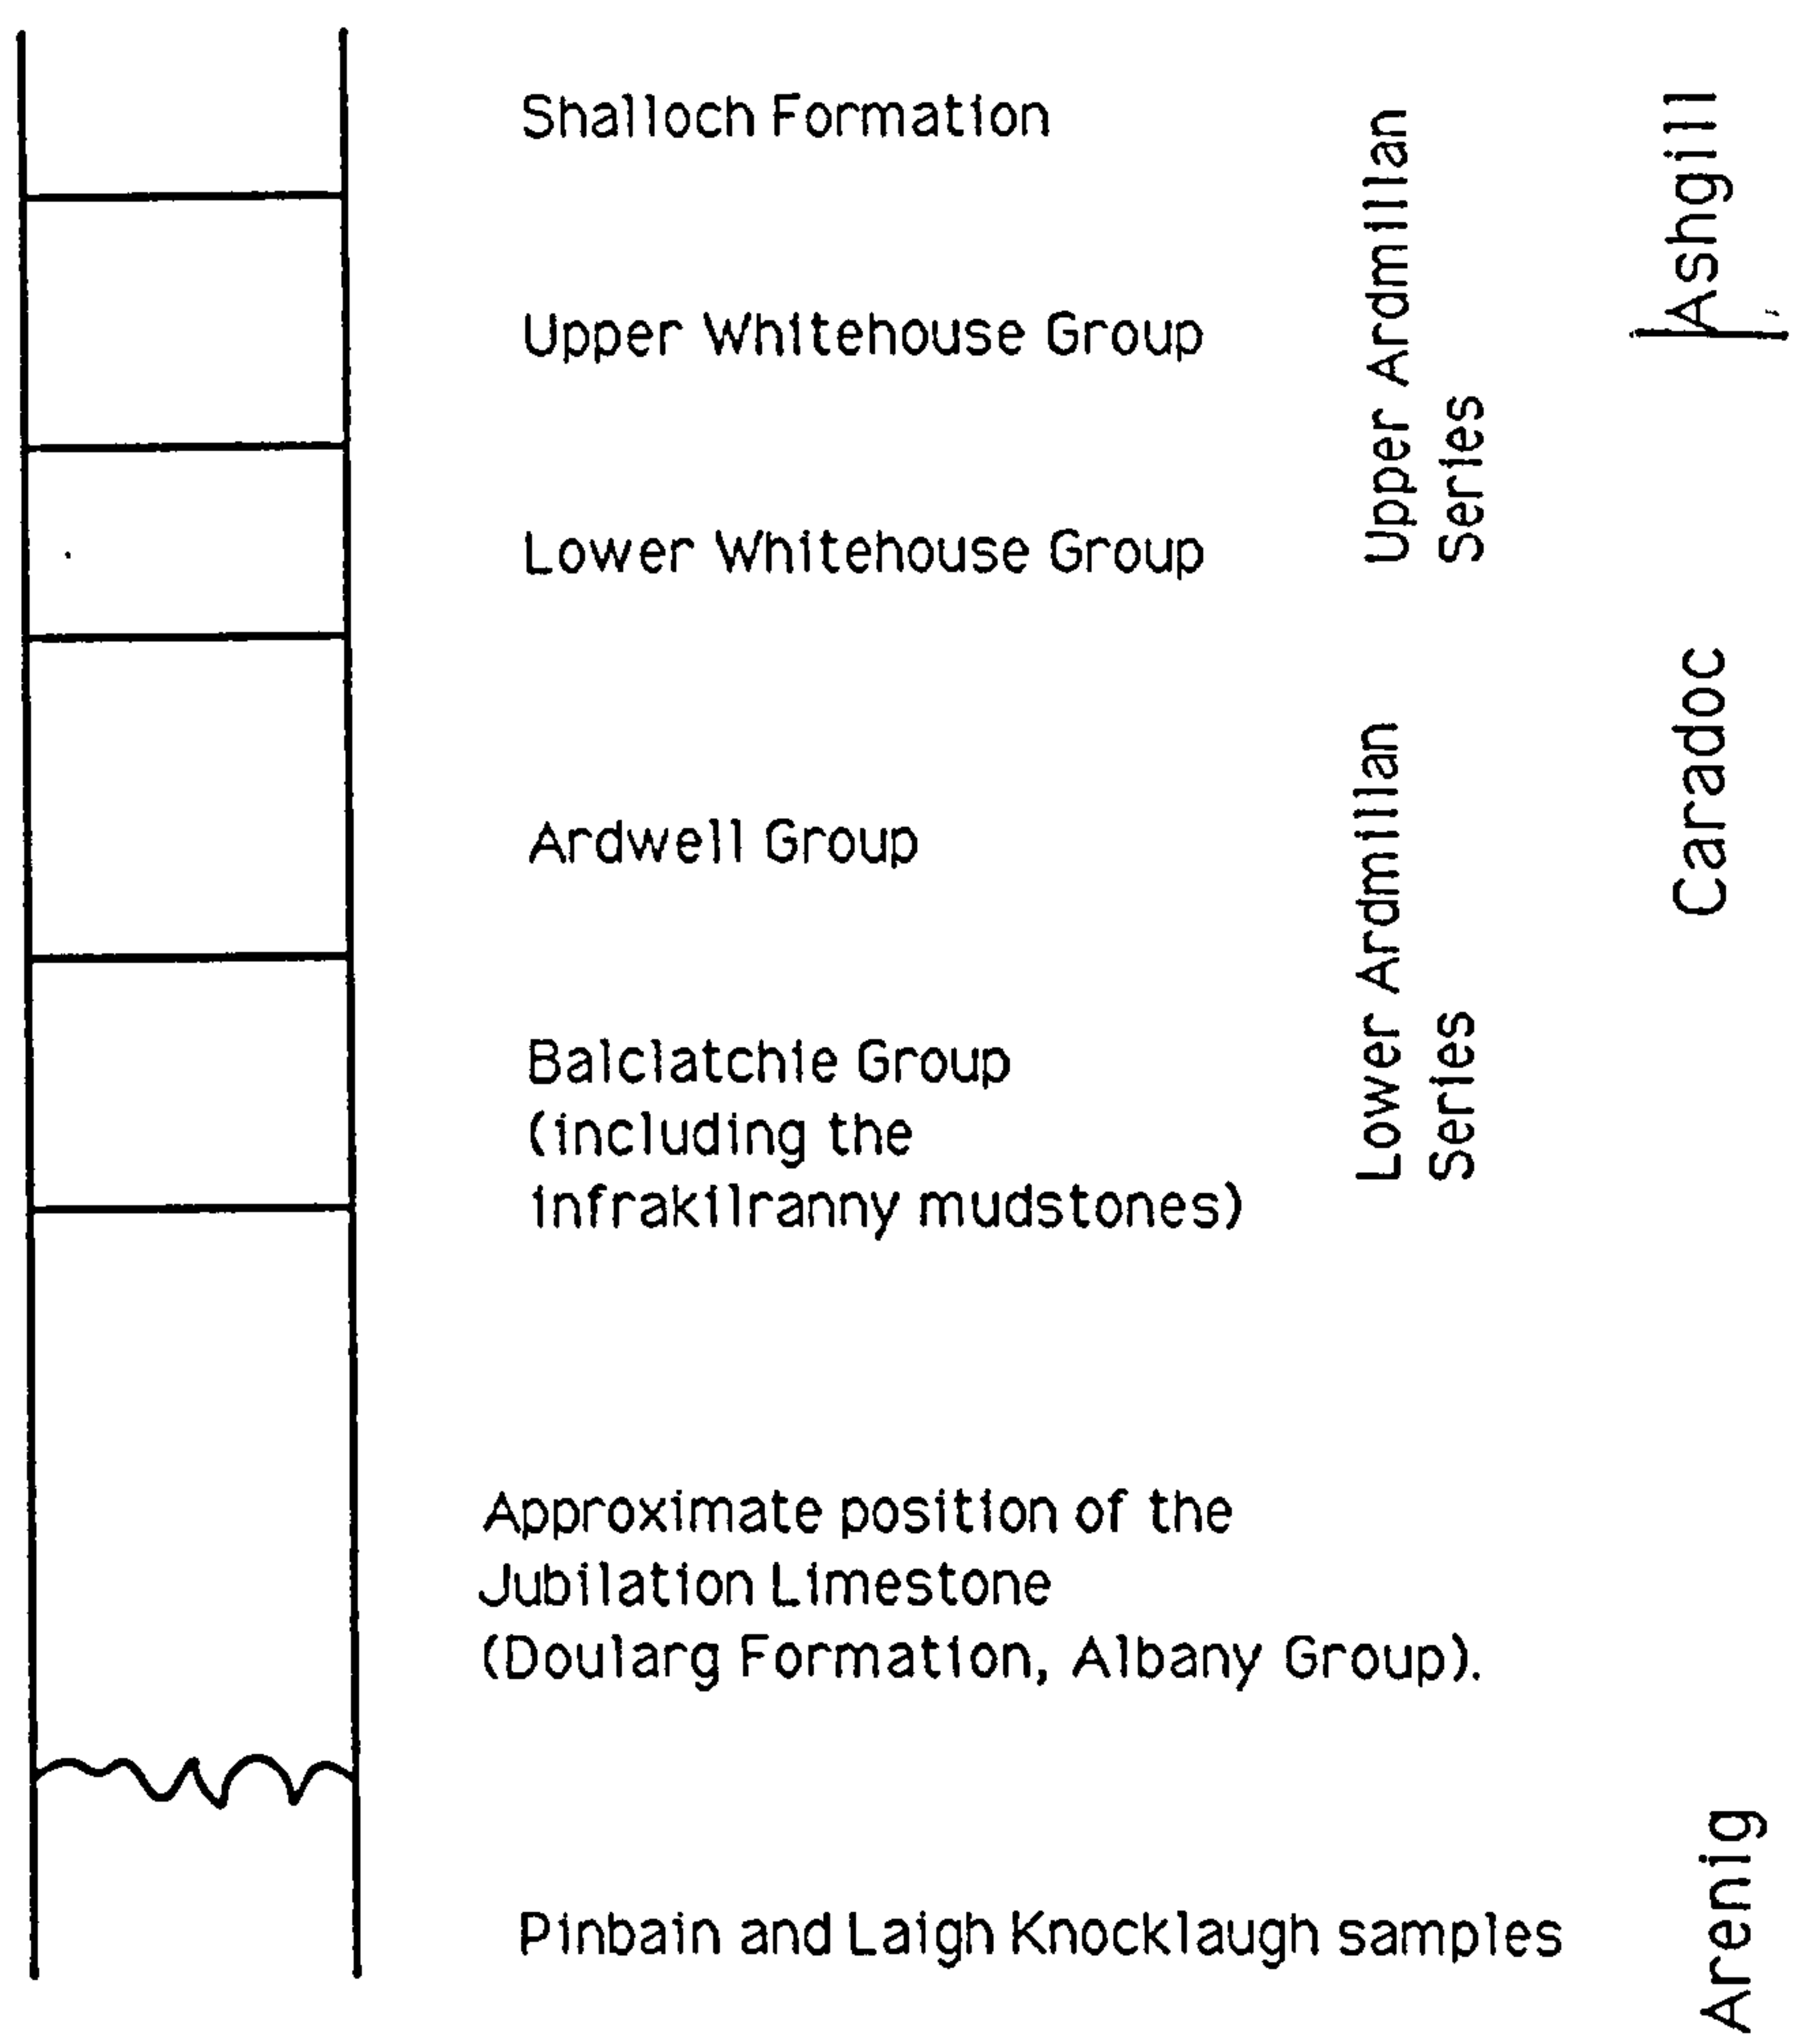 Shalloch Formation
Upper Whitehouse Group
Lower Whitehouse Group
Ardwell Group
Balclatchie Group
(including the
infrakilranny mudstones)
Approximate position of the
Jubilation Limestone
(Doularg Formation, Albany Group).
Pinbain and Laigh Knocklaugh samples
Upper Ardmillan
Series
Lower Ardmillan
Series
Ashgill
Caradoc
Arenig